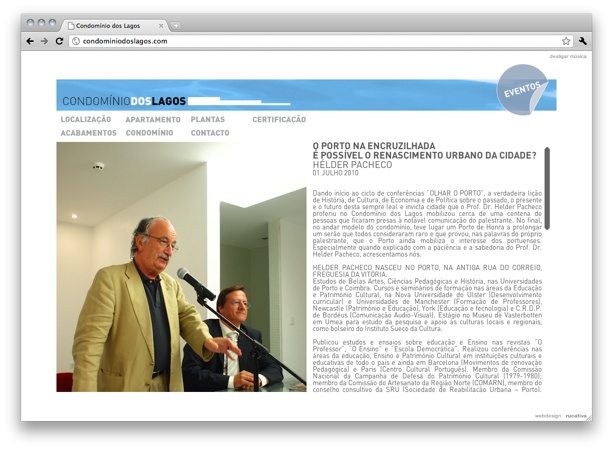 Condomínio dos Lagos
condominiodoslagos.com
desligar música
CONDOMÍNIODOSLAGOS
EVENTOS
LOCALIZAÇÃO APARTAMENTO PLANTAS CERTIFICAÇÃO
ACABAMENTOS CONDOMÍNIO CONTACTO
O PORTO NA ENCRUZILHADA
É POSSÍVEL O RENASCIMENTO URBANO DA CIDADE?
HÉLDER PACHECO
01 JULHO 2010
Dando início ao ciclo de conferências "OLHAR O PORTO", a verdadeira lição
de História, de Cultura, de Economia e de Política sobre o passado, o presente
e o futuro desta sempre leal e invicta cidade que o Prof. Dr. Helder Pacheco
proferiu no Condomínio dos Lagos mobilizou cerca de uma centena de
pessoas que ficaram presas à notável comunicação do palestrante. No final,
no andar modelo do condomínio, teve lugar um Porto de Honra a prolongar
um serão que todos consideraram raro e que provou, nas palavras do próprio
palestrante, que o Porto ainda mobiliza o interesse dos portuenses.
Especialmente quando explicado com a paciência e a sabedoria do Prof. Dr.
Helder Pacheco, acrescentamos nós.
HELDER PACHECO NASCEU NO PORTO, NA ANTIGA RUA DO CORREIO,
FREGUESIA DA VITÓRIA.
Estudos de Belas Artes, Ciências Pedagógicas e História, nas Universidades
de Porto e Coimbra. Cursos e seminários de formação nas áreas da Educação
e Património Cultural, na Nova Universidade do Ulster (Desenvolvimento
curricular) e Universidades de Manchester (Formação de Professores),
Newcastle (Património e Educação), York (Educação e tecnologia) e C.R.D.P.
de Bordéus (Comunicação Áudio-Visual). Estágio no Museu de Vasterbotten
em Umea para estudo da pesquisa e apoio às culturas locais e regionais,
como bolseiro do Instituto Sueco da Cultura.
Publicou estudos e ensaios sobre educação e Ensino nas revistas "O
Professor", "O Ensino" e "Escola Democrática". Realizou conferências nas
áreas da educação, Ensino e Património Cultural em instituições culturais e
educativas de todo o país e ainda em Barcelona (Movimentos de renovação
Pedagógica) e Paris (Centro Cultural Português). Membro da Comissão
Nacional da Campanha de Defesa do Património Cultural (1979-1980);
membro da Comissão do Artesanato da Região Norte (COMARN), membro do
conselho consultivo da SRU (Sociedade de Reabilitação Urbana - Porto).
webdesign